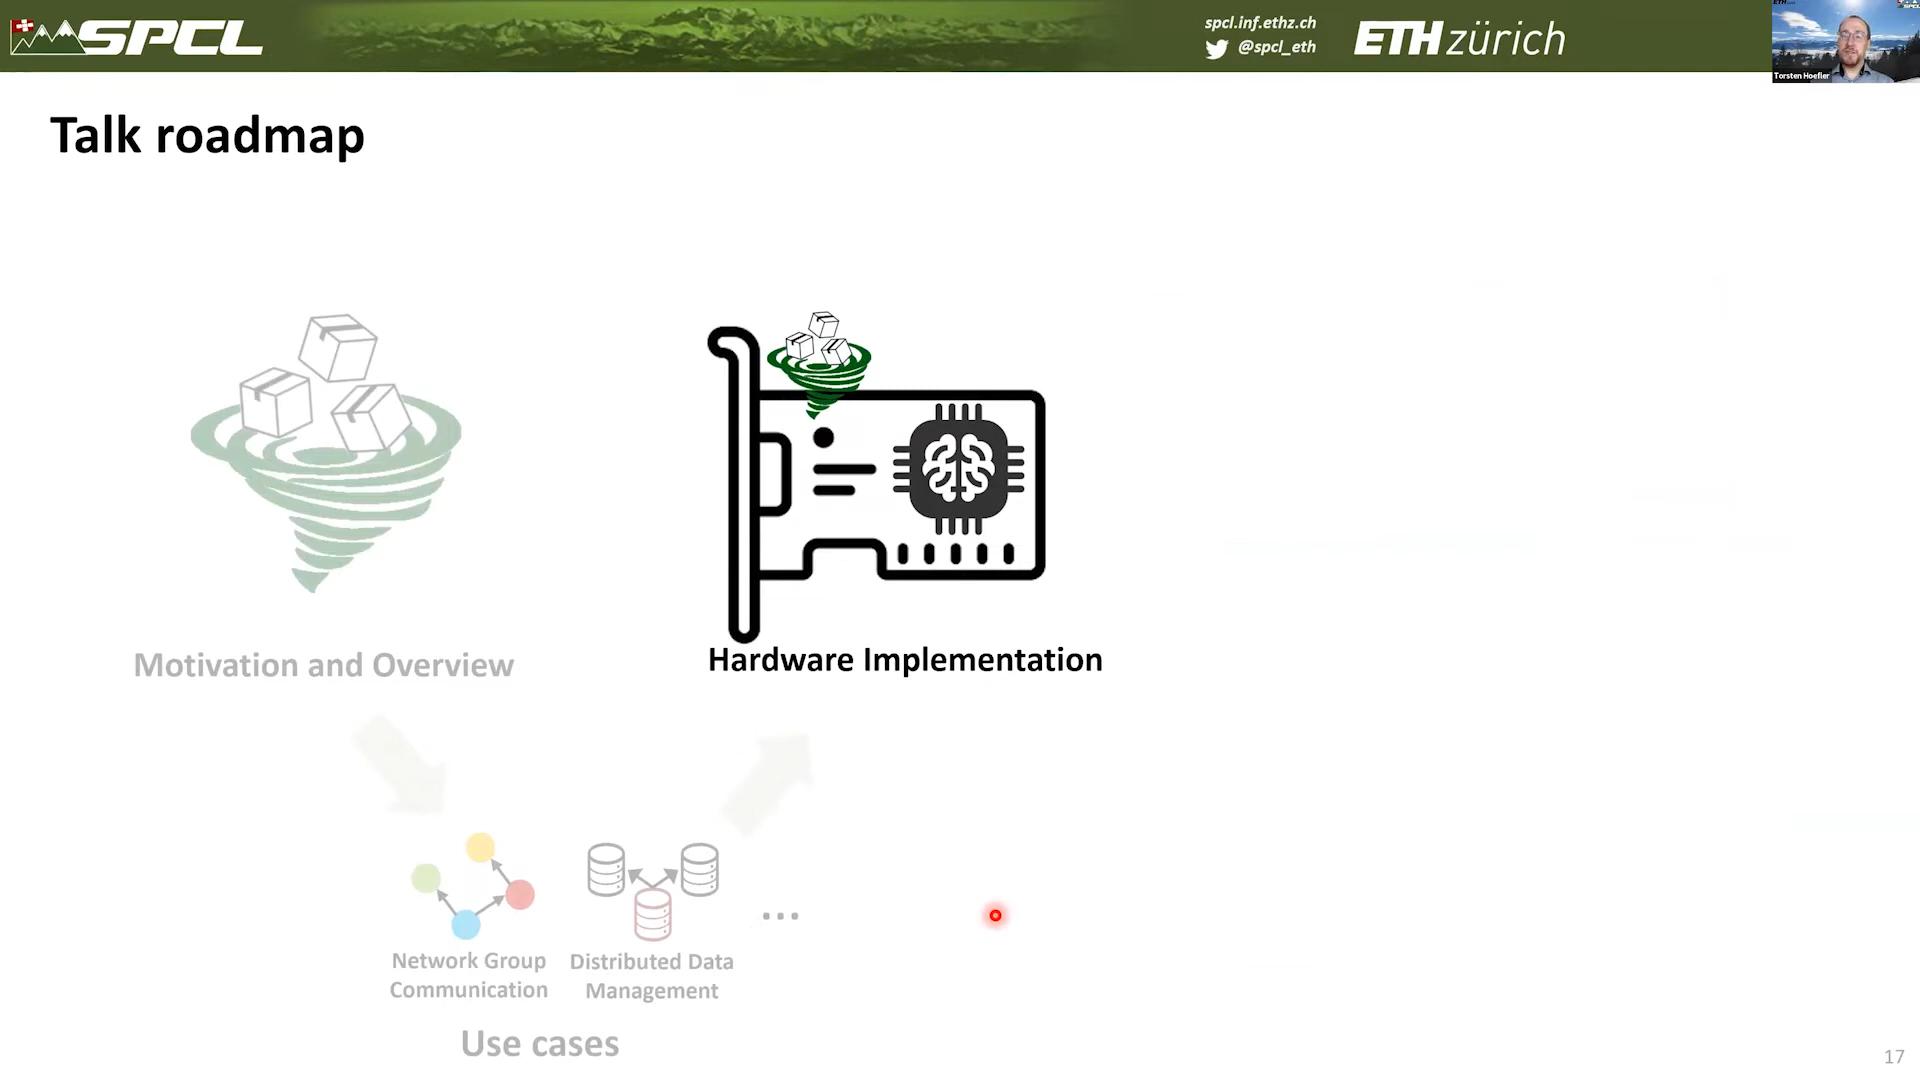 SPCL
spcl.inf.ethz.ch
@spcl_eth
ETH zürich
Torsten Hoefler
Talk roadmap
Motivation and Overview
Hardware Implementation
Network Group
Communication
Distributed Data
Management
...
Use cases
17